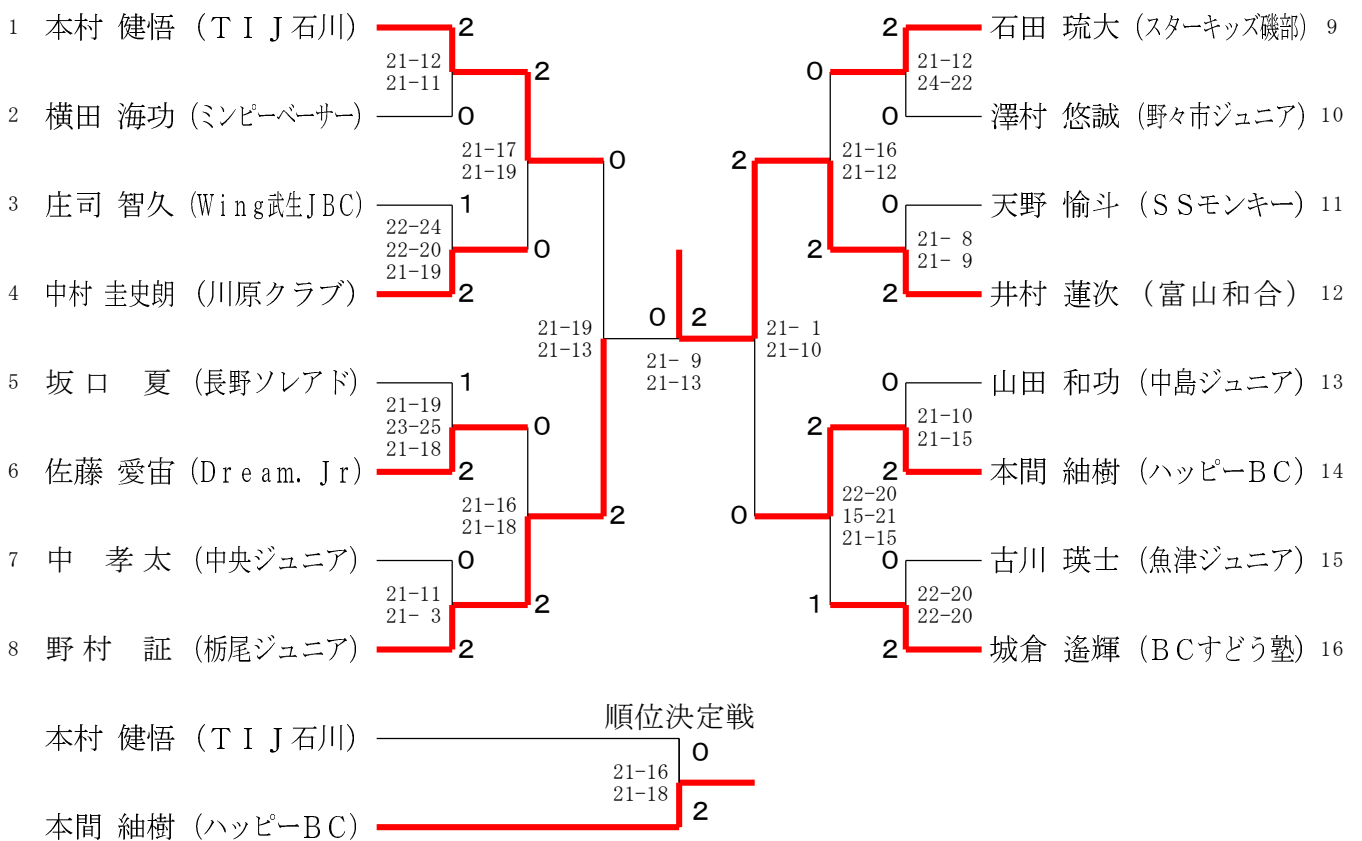 1 本村 健悟 (ＴＩＪ石川) 2
21-12
21-11
2
2 横田 海功 (ミンピーベーサー) 0
21-17
21-19
0
3 庄司 智久 (Wing武生JBC) 1
22-24
22-20
21-19
0
4 中村 圭史朗 (川原クラブ) 2
21-19
21-13
5 坂口 夏 (長野ソレアド) 1
21-19
23-25
21-18
0
6 佐藤 愛宙 (Dream. Jr) 2
21-16
21-18
2
7 中 孝太 (中央ジュニア) 0
21-11
21- 3
2
8 野村 証 (栃尾ジュニア) 2
0 2
21- 9
21-13
2 石田 琉大 (スターキッズ磯部) 9
0
21-12
24-22
0 澤村 悠誠 (野々市ジュニア) 10
2
21-16
21-12
0 天野 愉斗 (ＳＳモンキー) 11
2
21- 8
21- 9
2 井村 蓮次 (富山和合) 12
21- 1
21-10
0 山田 和功 (中島ジュニア) 13
2
21-10
21-15
2 本間 紬樹 (ハッピーＢＣ) 14
0
22-20
15-21
21-15
0 古川 瑛士 (魚津ジュニア) 15
1
22-20
22-20
2 城倉 遙輝 (ＢＣすどう塾) 16
順位決定戦
本村 健悟 (ＴＩＪ石川) 0
21-16
21-18
本間 紬樹 (ハッピーＢＣ) 2